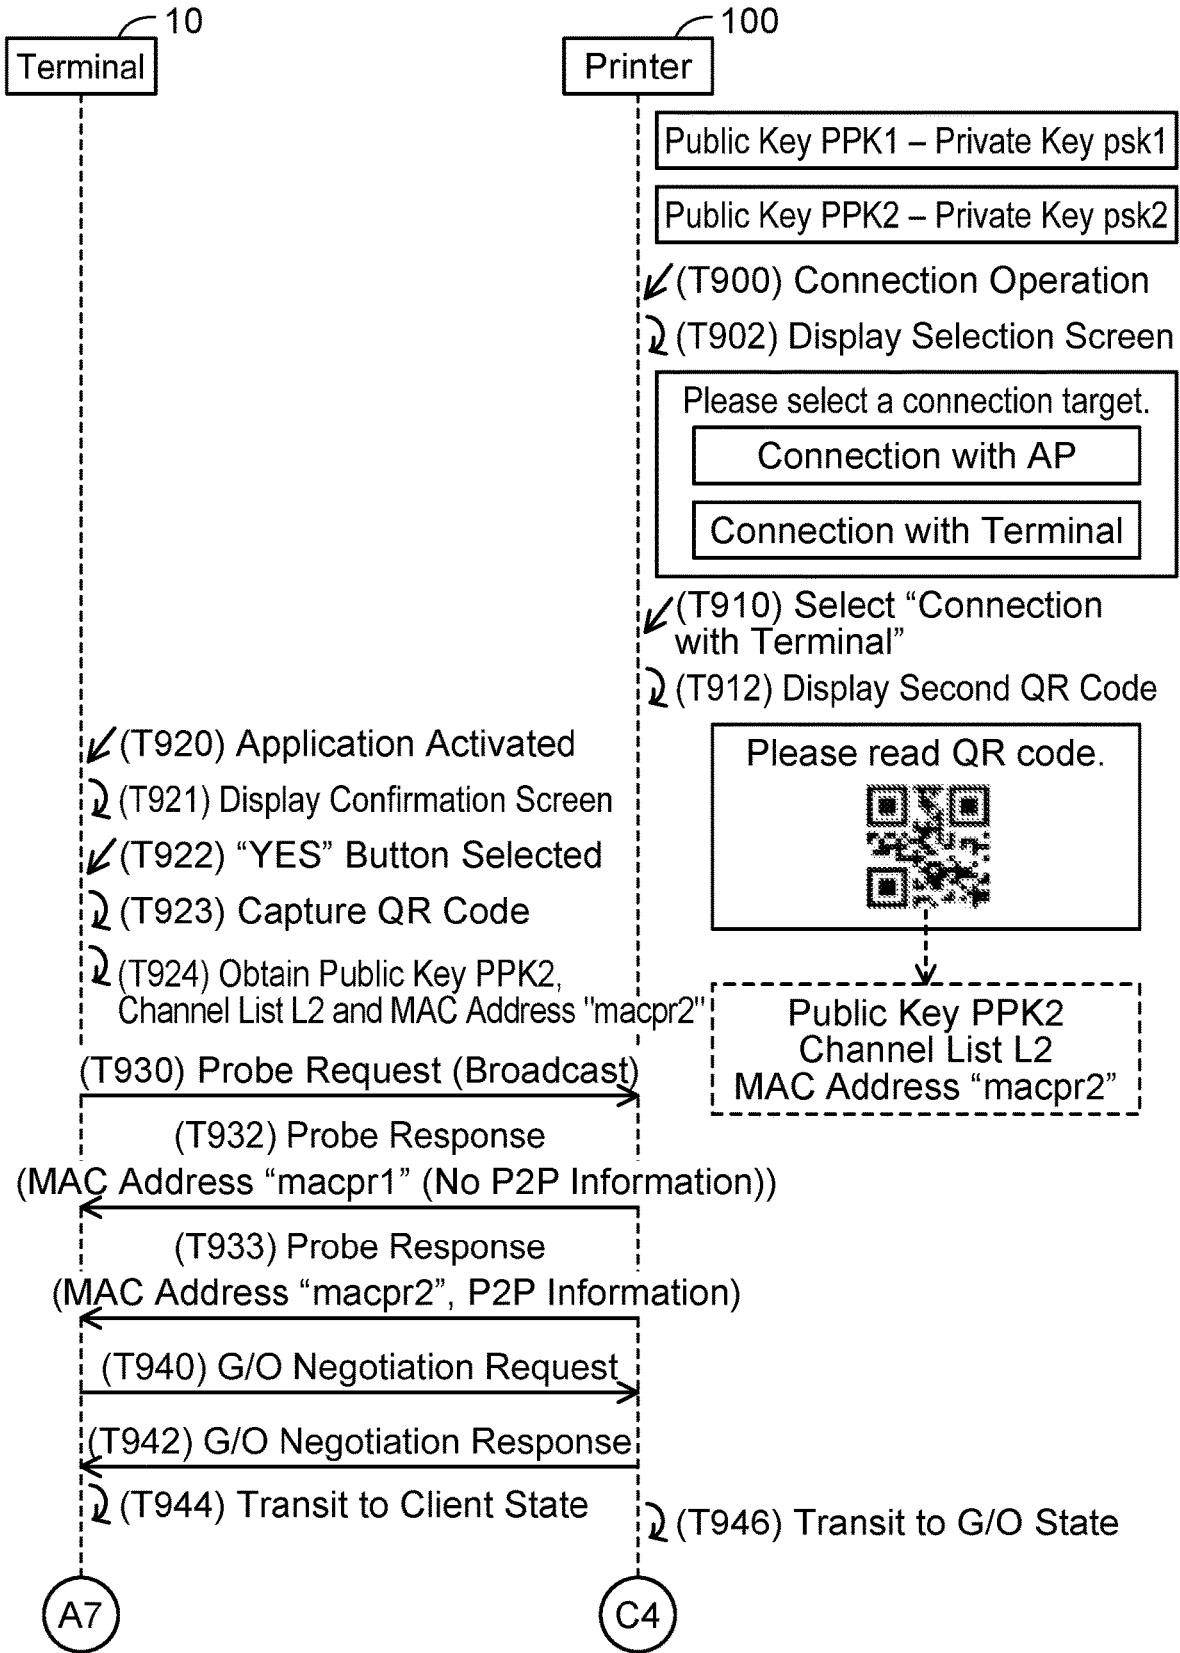 10
100
Terminal
Printer
Public Key PPK1 – Private Key psk1
Public Key PPK2 – Private Key psk2
(T900) Connection Operation
(T902) Display Selection Screen
Please select a connection target.
Connection with AP
Connection with Terminal
(T910) Select “Connection
with Terminal”
(T912) Display Second QR Code
Please read QR code.
(T920) Application Activated
(T921) Display Confirmation Screen
(T922) “YES” Button Selected
(T923) Capture QR Code
(T924) Obtain Public Key PPK2,
Channel List L2 and MAC Address "macpr2"
Public Key PPK2
Channel List L2
MAC Address “macpr2”
(T930) Probe Request (Broadcast)
(T932) Probe Response
(MAC Address “macpr1” (No P2P Information))
(T933) Probe Response
(MAC Address “macpr2”, P2P Information)
(T940) G/O Negotiation Request
(T942) G/O Negotiation Response
(T944) Transit to Client State
(T946) Transit to G/O State
A7
C4